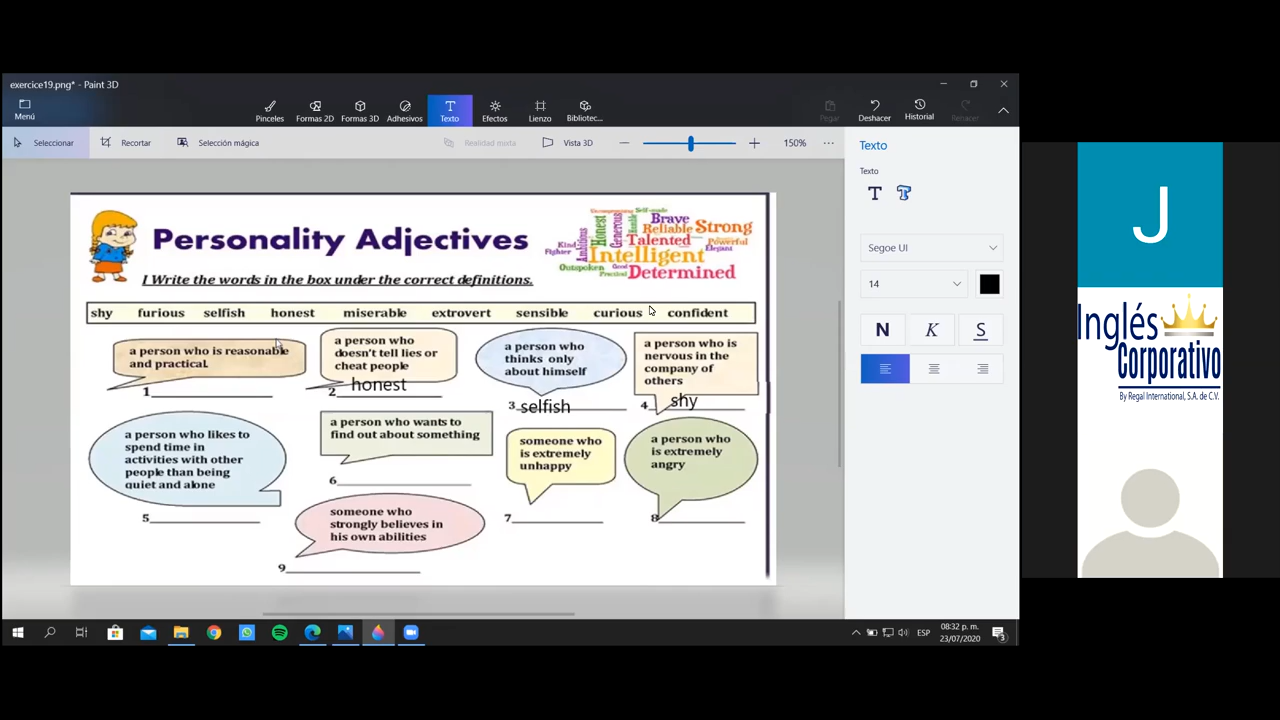 exercice19.png* - Paint 3D
Menú
Pinceles
Formas 2D
Formas 3D
Adhesivos
Texto
Efectos
Lienzo
Bibliotec...
Pegar
Deshacer
Historial
Rehacer
Seleccionar
Recortar
Selección mágica
Realidad mixta
Vista 3D
150%
Texto
Texto
T
T
Segoe UI
14
N K S
Personality Adjectives
I Write the words in the box under the correct definitions.
Self-made
Honest
Generous
Ambitious
Brave
Reliable
Strong
Kind
Talented
Powerful
Fighter
Elegant
Intelligent
Outspoken
Good
Practical
Determined
shy furious selfish honest miserable extrovert sensible curious confident
a person who is reasonable
and practical.
1
a person who
doesn't tell lies or
cheat people
2 honest
a person who
thinks only
about himself
3 selfish
a person who is
nervous in the
company of
others
4 shy
a person who likes to
spend time in
activities with other
people than being
quiet and alone
5
a person who wants to
find out about something
6
someone who
is extremely
unhappy
7
a person who
is extremely
angry
8
someone who
strongly believes in
his own abilities
9
J
Inglés
Corporativo
By Regal International, S.A. de C.V.
ESP
08:32 p. m.
23/07/2020
3